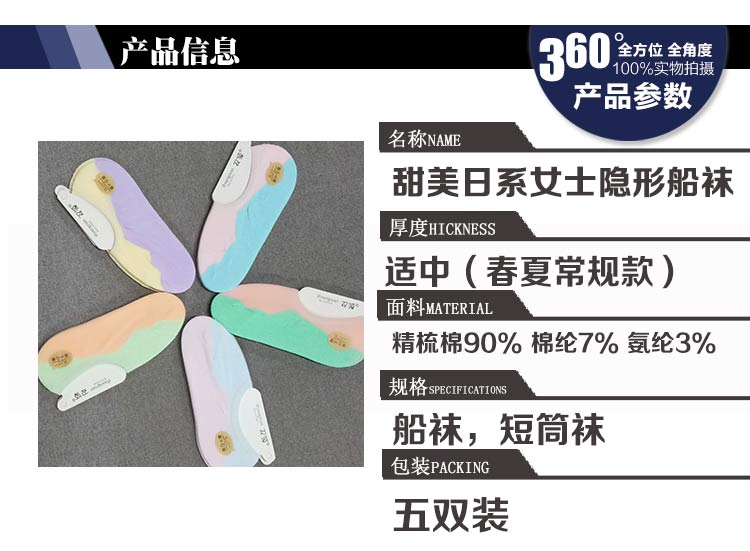 产品信息
360°全方位 全角度
100%实物拍摄
产品参数
名称NAME
甜美日系女士隐形船袜
厚度HICKNESS
适中（春夏常规款）
面料MATERIAL
精梳棉90% 棉纶7% 氨纶3%
规格SPECIFICATIONS
船袜，短筒袜
包装PACKING
五双装